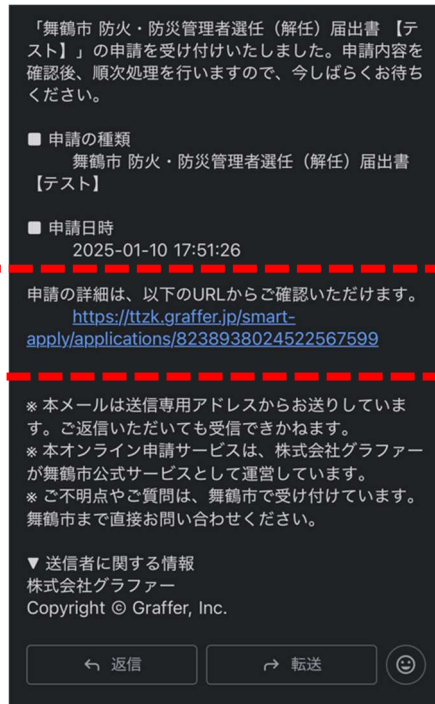 「舞鶴市 防火・防災管理者選任（解任）届出書 【テ
スト】」の申請を受け付けいたしました。申請内容を
確認後、順次処理を行いますので、今しばらくお待ち
ください。
■ 申請の種類
舞鶴市 防火・防災管理者選任（解任）届出書
【テスト】
■ 申請日時
2025-01-10 17:51:26
申請の詳細は、以下のURLからご確認いただけます。
https://ttzk.graffer.jp/smart-
apply/applications/8238938024522567599
※ 本メールは送信専用アドレスからお送りしていま
す。ご返信いただいても受信できかねます。
※ 本オンライン申請サービスは、株式会社グラファー
が舞鶴市公式サービスとして運営しています。
※ ご不明点やご質問は、舞鶴市で受け付けています。
舞鶴市まで直接お問い合わせください。
▼ 送信者に関する情報
株式会社グラファー
Copyright © Graffer, Inc.
返信
転送